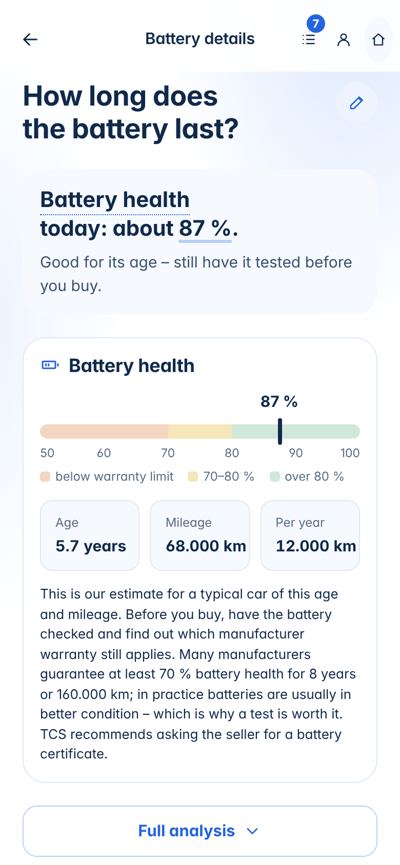 Battery details
7
How long does
the battery last?
Battery health
today: about 87 %.
Good for its age – still have it tested before
you buy.
Battery health
87 %
50 60 70 80 90 100
below warranty limit 70–80 % over 80 %
Age Mileage Per year
5.7 years 68.000 km 12.000 km
This is our estimate for a typical car of this age
and mileage. Before you buy, have the battery
checked and find out which manufacturer
warranty still applies. Many manufacturers
guarantee at least 70 % battery health for 8 years
or 160.000 km; in practice batteries are usually in
better condition – which is why a test is worth it.
TCS recommends asking the seller for a battery
certificate.
Full analysis